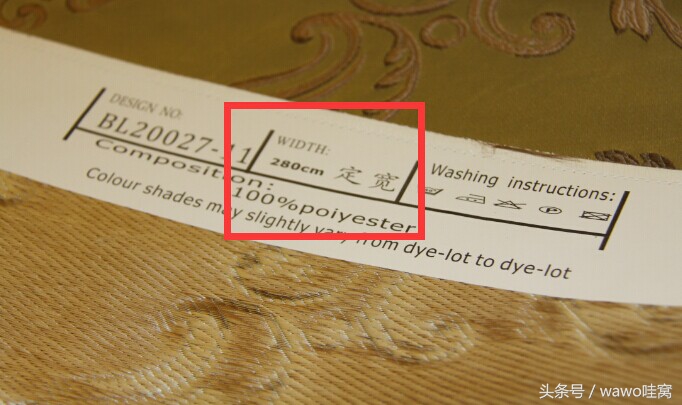 DESIGN NO:
BL20027-11
WIDTH:
280cm 定宽
Washing instructions:
Composition:
100%poiyester
Colour shades may slightly vary from dye-lot to dye-lot
头条号 / wawo哇窝